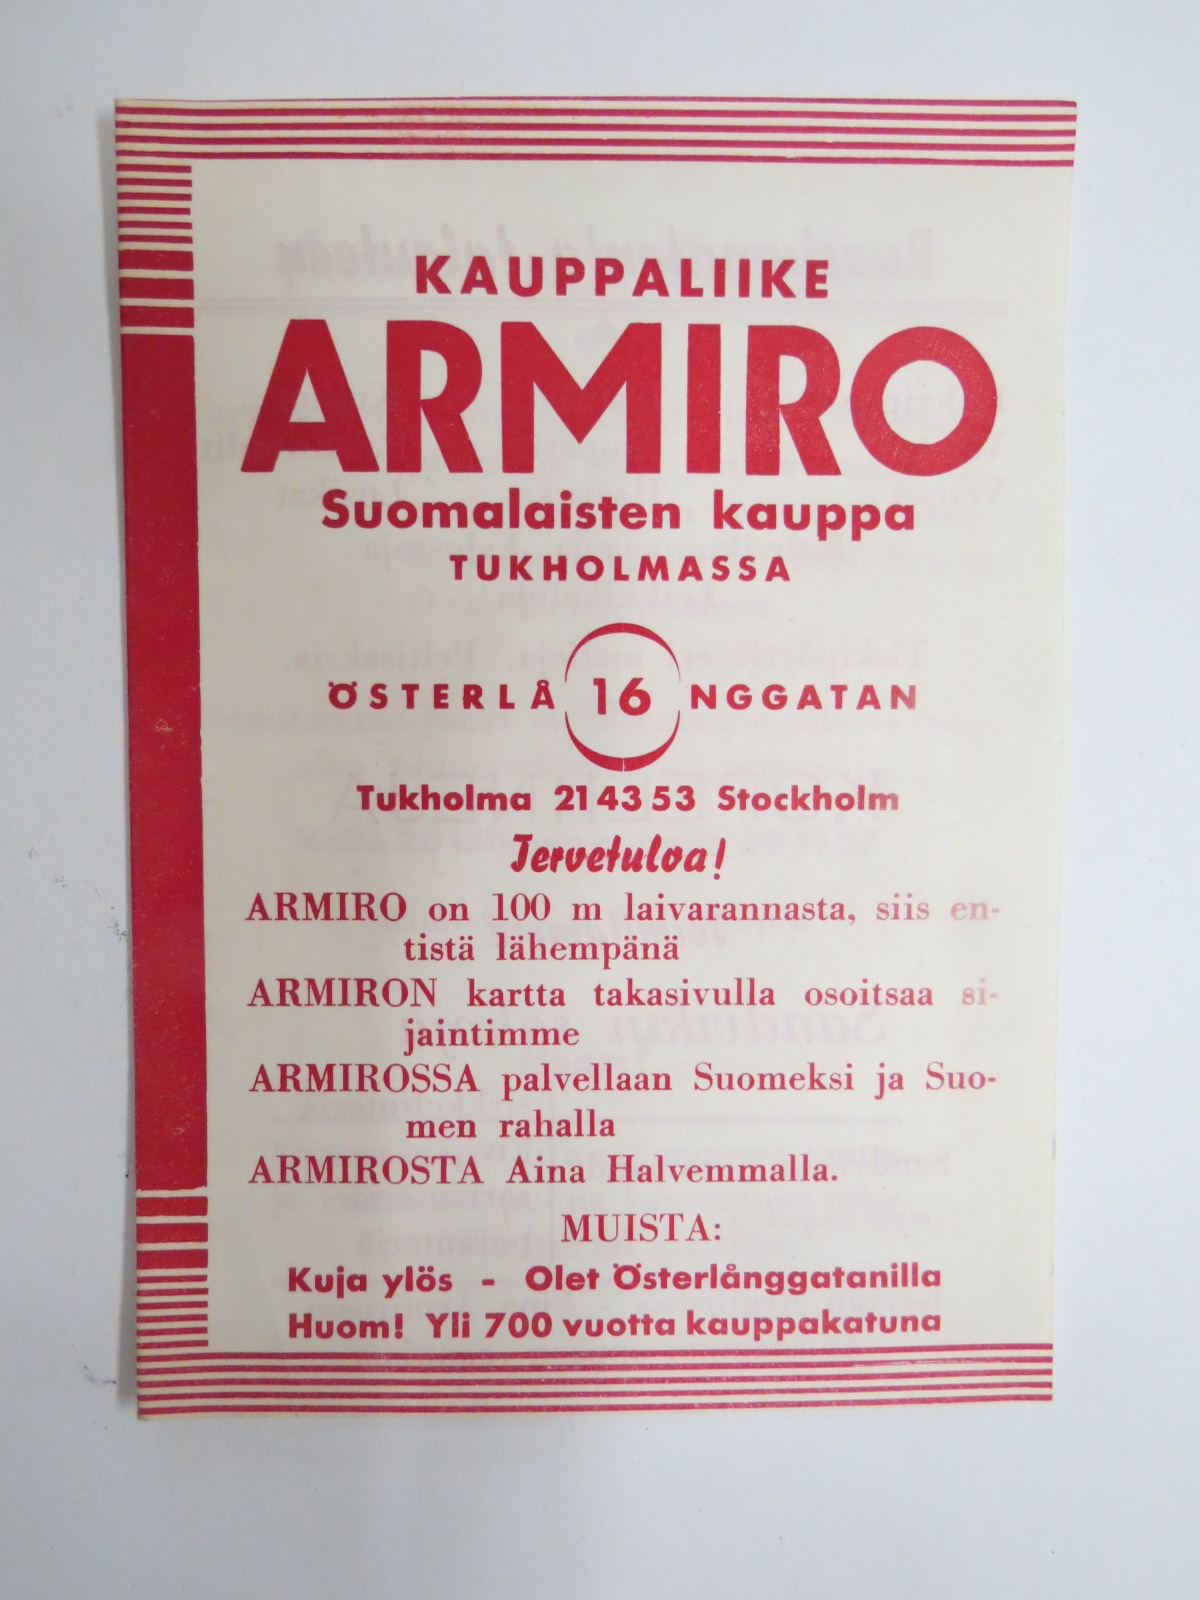 KAUPPALIIKE
ARMIRO
Suomalaisten kauppa
TUKHOLMASSA
ÖSTERLÅ 16 NGGATAN
Tukholma 21 43 53 Stockholm
Tervetuloa!
ARMIRO on 100 m laivarannasta, siis en-
tistä lähempänä
ARMIRON kartta takasivulla osoitsaa si-
jaintimme
ARMIROSSA palvellaan Suomeksi ja Suo-
men rahalla
ARMIROSTA Aina Halvemmalla.
MUISTA:
Kuja ylös - Olet Österlånggatanilla
Huom! Yli 700 vuotta kauppakatuna